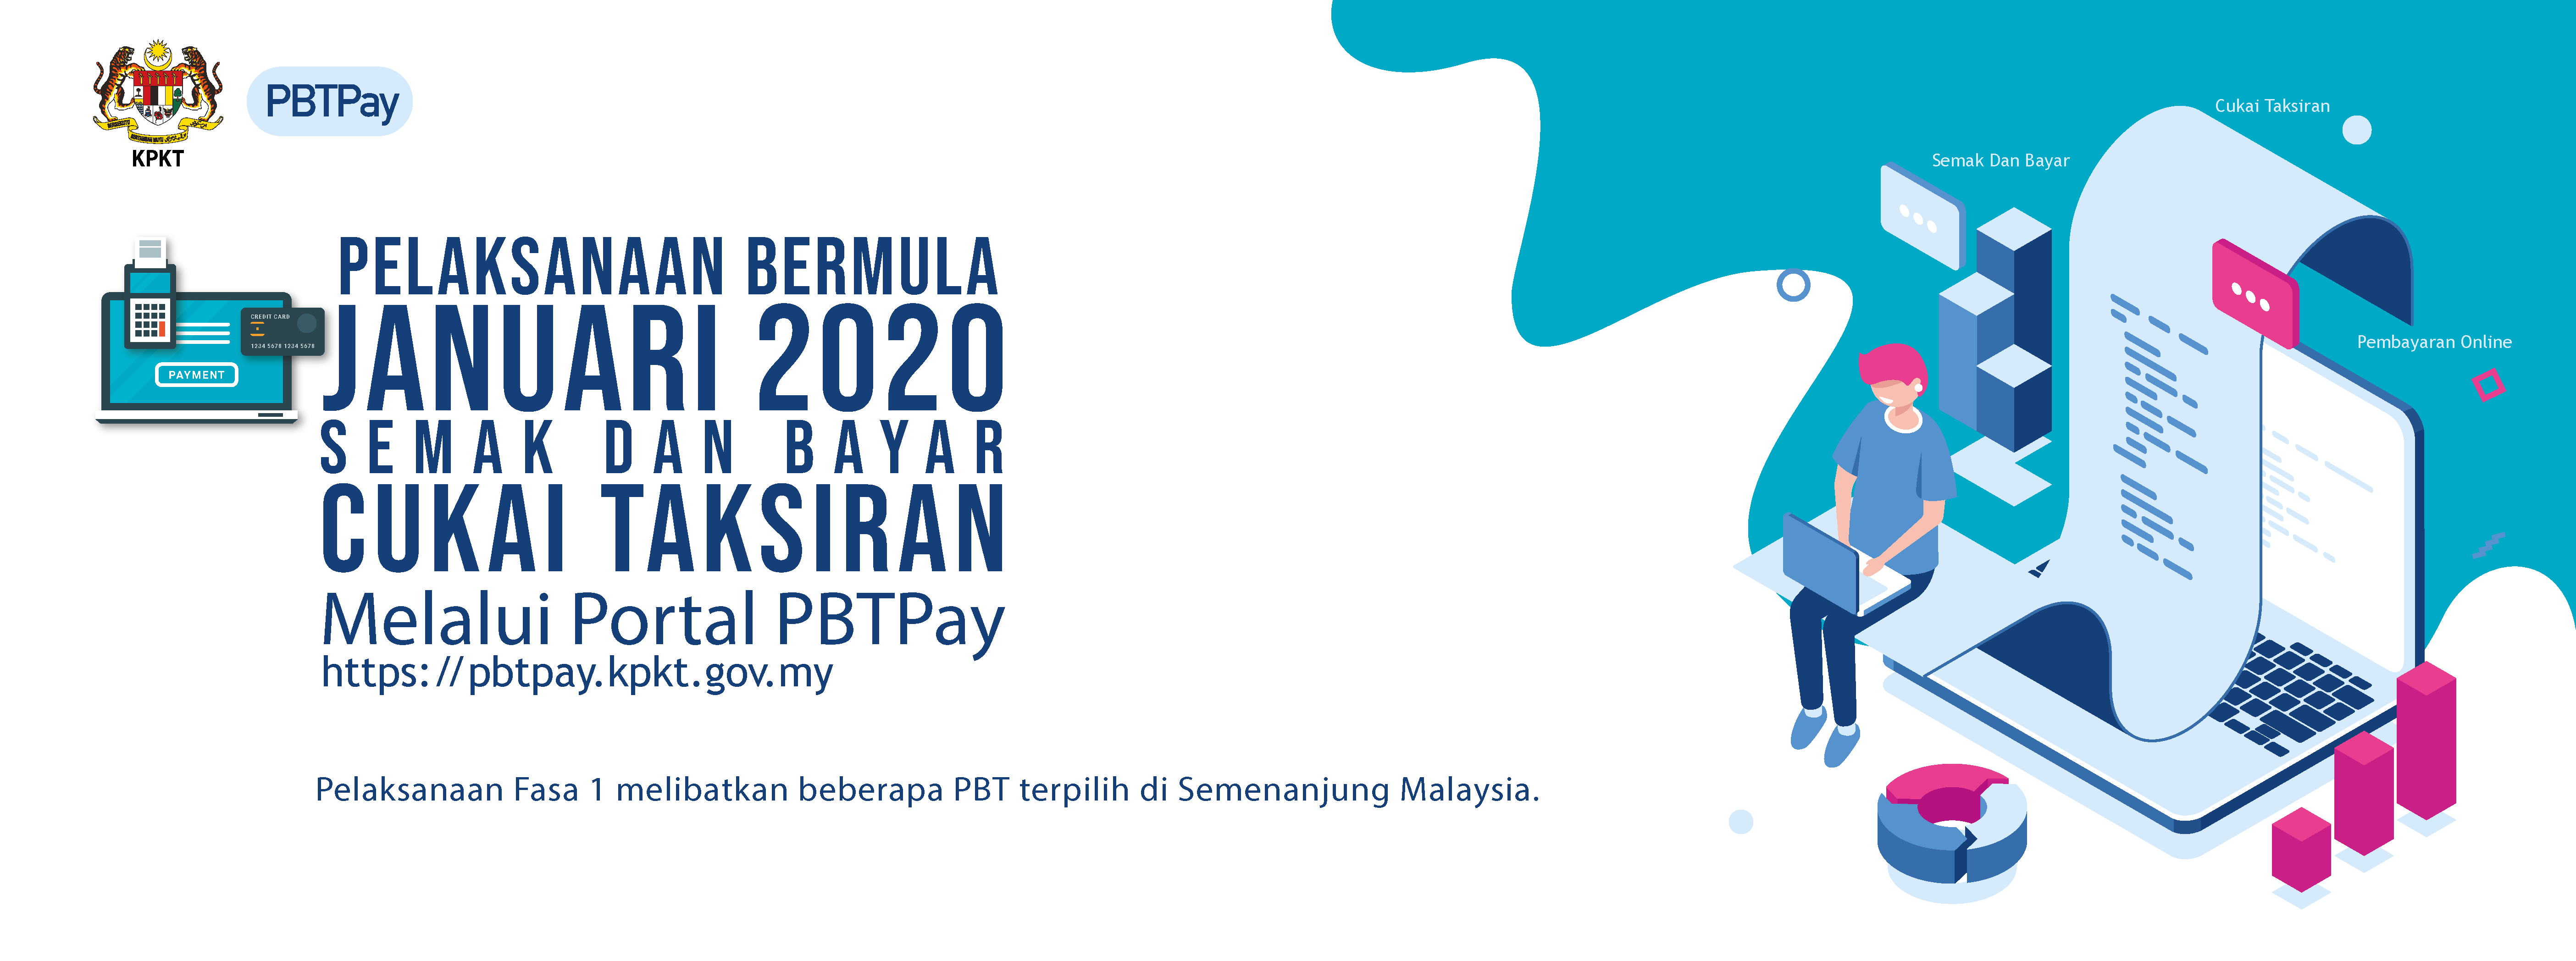 KPKT
PBTPay
PELAKSANAAN BERMULA
JANUARI 2020
SEMAK DAN BAYAR
CUKAI TAKSIRAN
Melalui Portal PBTPay
https://pbtpay.kpkt.gov.my
CREDIT CARD
1234 5678 1234 5678
PAYMENT
Pelaksanaan Fasa 1 melibatkan beberapa PBT terpilih di Semenanjung Malaysia.
Cukai Taksiran
Semak Dan Bayar
Pembayaran Online